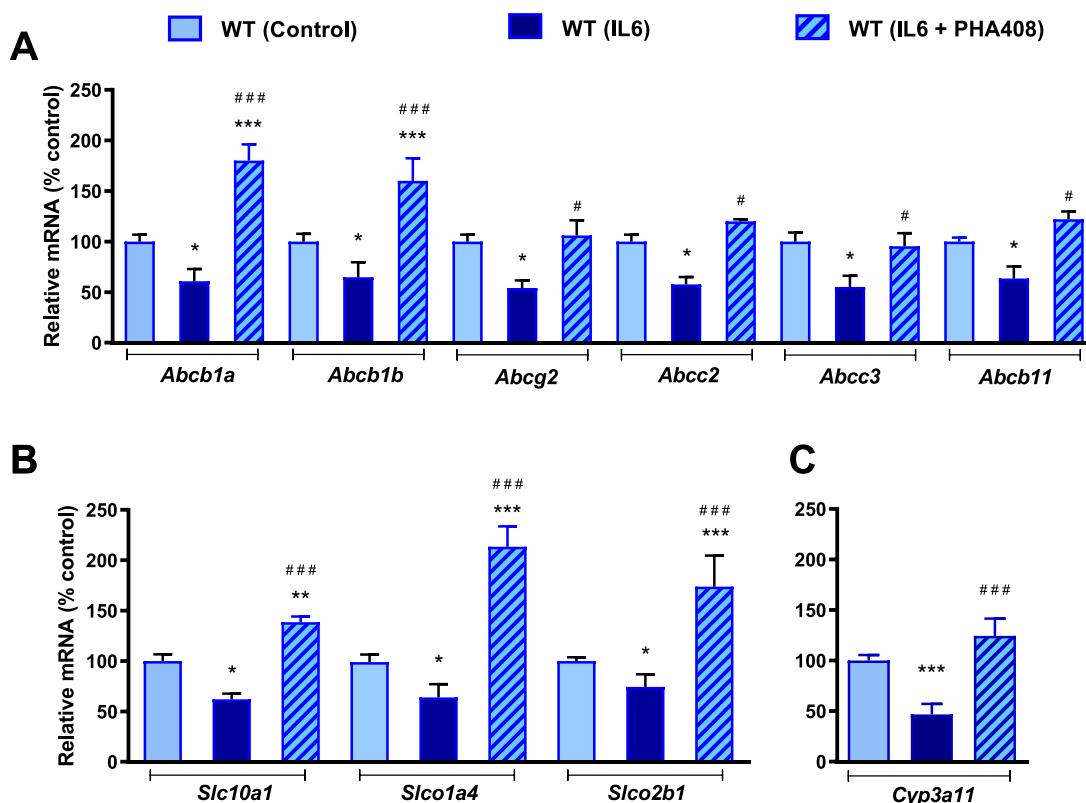 WT (Control) WT (IL6) WT (IL6 + PHA408)
A
Relative mRNA (% control)
250
200
150
100
50
0
* *** ### * *** ### * # * # * # * #
Abcb1a Abcb1b Abcg2 Abcc2 Abcc3 Abcb11
B
Relative mRNA (% control)
250
200
150
100
50
0
* ** ### * *** ### * *** ###
Slc10a1 Slco1a4 Slco2b1
C
250
200
150
100
50
0
*** ###
Cyp3a11